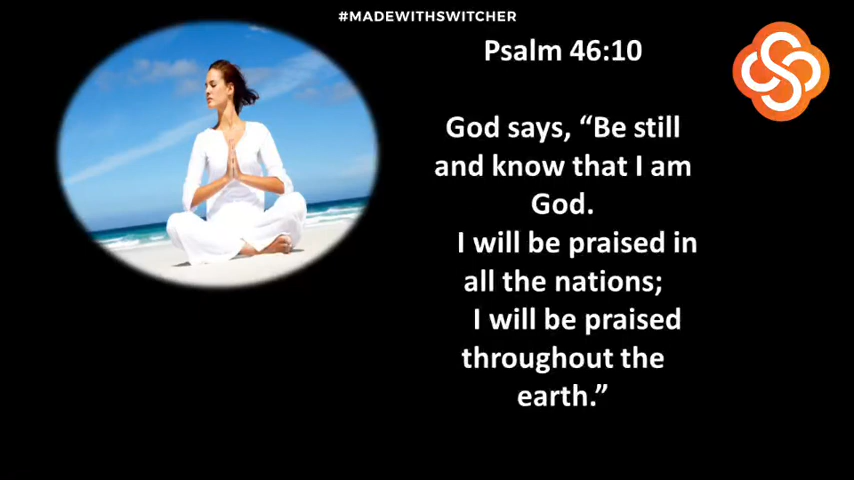 #MADEWITHSWITCHER
Psalm 46:10
God says, “Be still
and know that I am
God.
I will be praised in
all the nations;
I will be praised
throughout the
earth.”